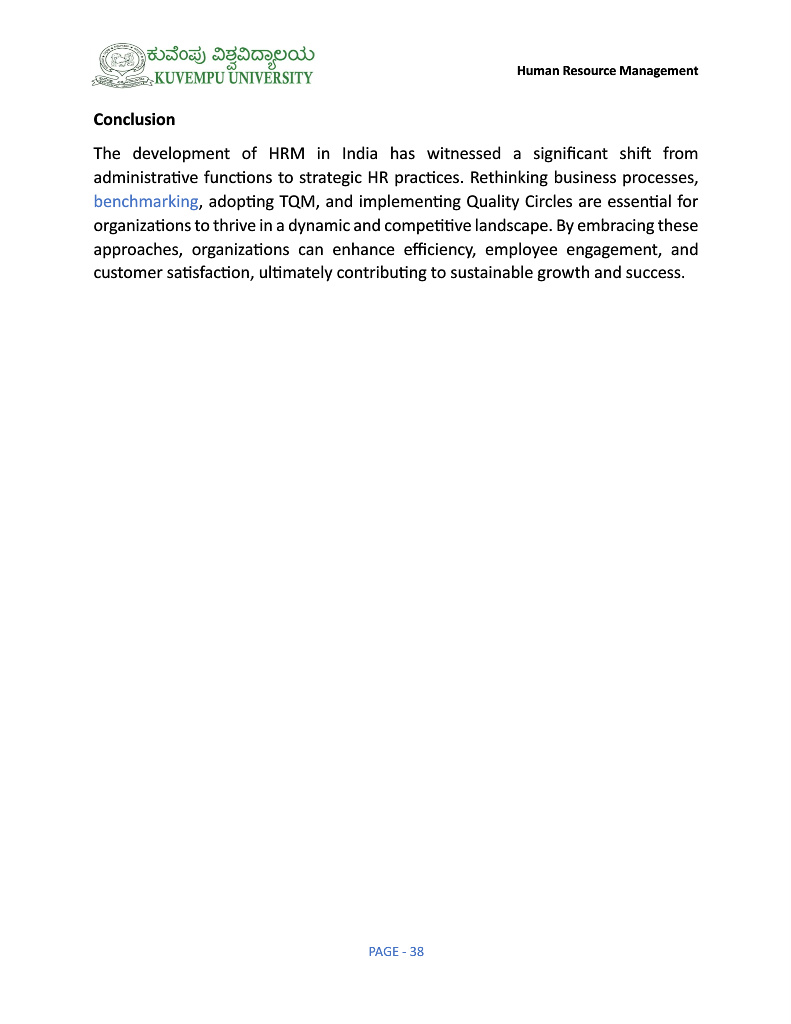 ಕುವೆಂಪು ವಿಶ್ವವಿದ್ಯಾಲಯ
KUVEMPU UNIVERSITY
Human Resource Management
Conclusion
The development of HRM in India has witnessed a significant shift from
administrative functions to strategic HR practices. Rethinking business processes,
benchmarking, adopting TQM, and implementing Quality Circles are essential for
organizations to thrive in a dynamic and competitive landscape. By embracing these
approaches, organizations can enhance efficiency, employee engagement, and
customer satisfaction, ultimately contributing to sustainable growth and success.
PAGE - 38